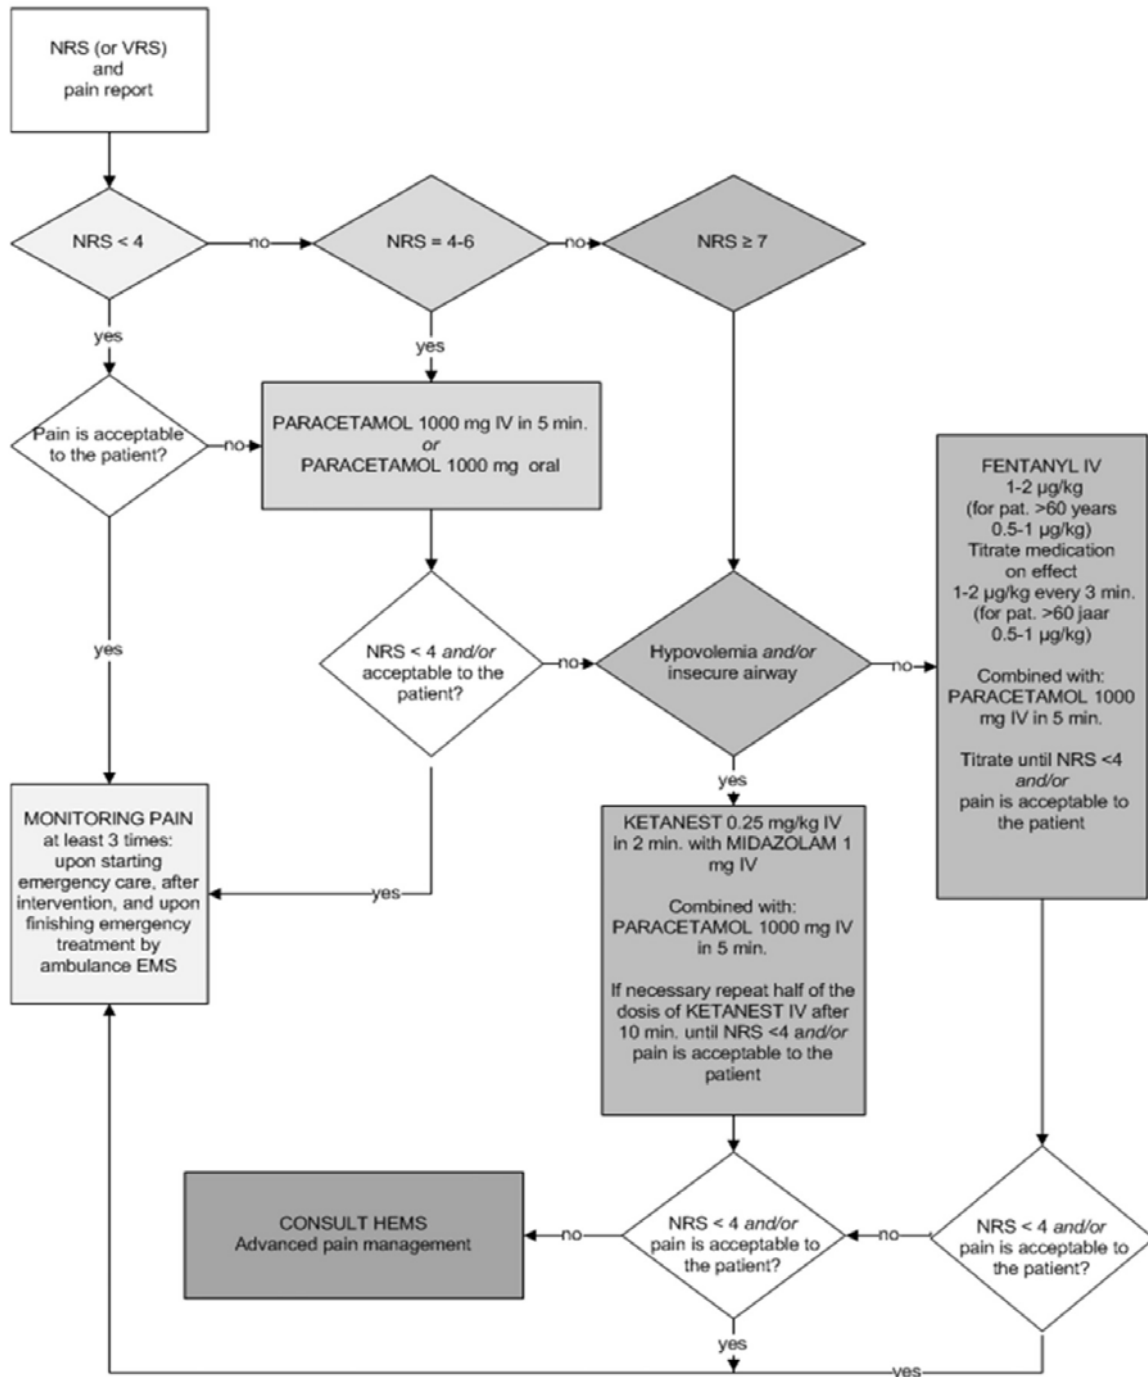 NRS (or VRS)
and
pain report
NRS < 4
no
NRS = 4-6
no
NRS ≥ 7
yes
yes
Pain is acceptable
to the patient?
no
PARACETAMOL 1000 mg IV in 5 min.
or
PARACETAMOL 1000 mg oral
yes
NRS < 4 and/or
acceptable to the
patient?
no
Hypovolemia and/or
insecure airway
no
FENTANYL IV
1-2 µg/kg
(for pat. >60 years
0.5-1 µg/kg)
Titrate medication
on effect
1-2 µg/kg every 3 min.
(for pat. >60 jaar
0.5-1 µg/kg)
Combined with:
PARACETAMOL 1000
mg IV in 5 min.
Titrate until NRS <4
and/or
pain is acceptable to
the patient
yes
MONITORING PAIN
at least 3 times:
upon starting
emergency care, after
intervention, and upon
finishing emergency
treatment by
ambulance EMS
yes
KETANEST 0.25 mg/kg IV
in 2 min. with MIDAZOLAM 1
mg IV
Combined with:
PARACETAMOL 1000 mg IV
in 5 min.
If necessary repeat half of the
dosis of KETANEST IV after
10 min. until NRS <4 and/or
pain is acceptable to the
patient
CONSULT HEMS
Advanced pain management
no
NRS < 4 and/or
pain is acceptable to
the patient?
no
NRS < 4 and/or
pain is acceptable to
the patient?
yes
yes